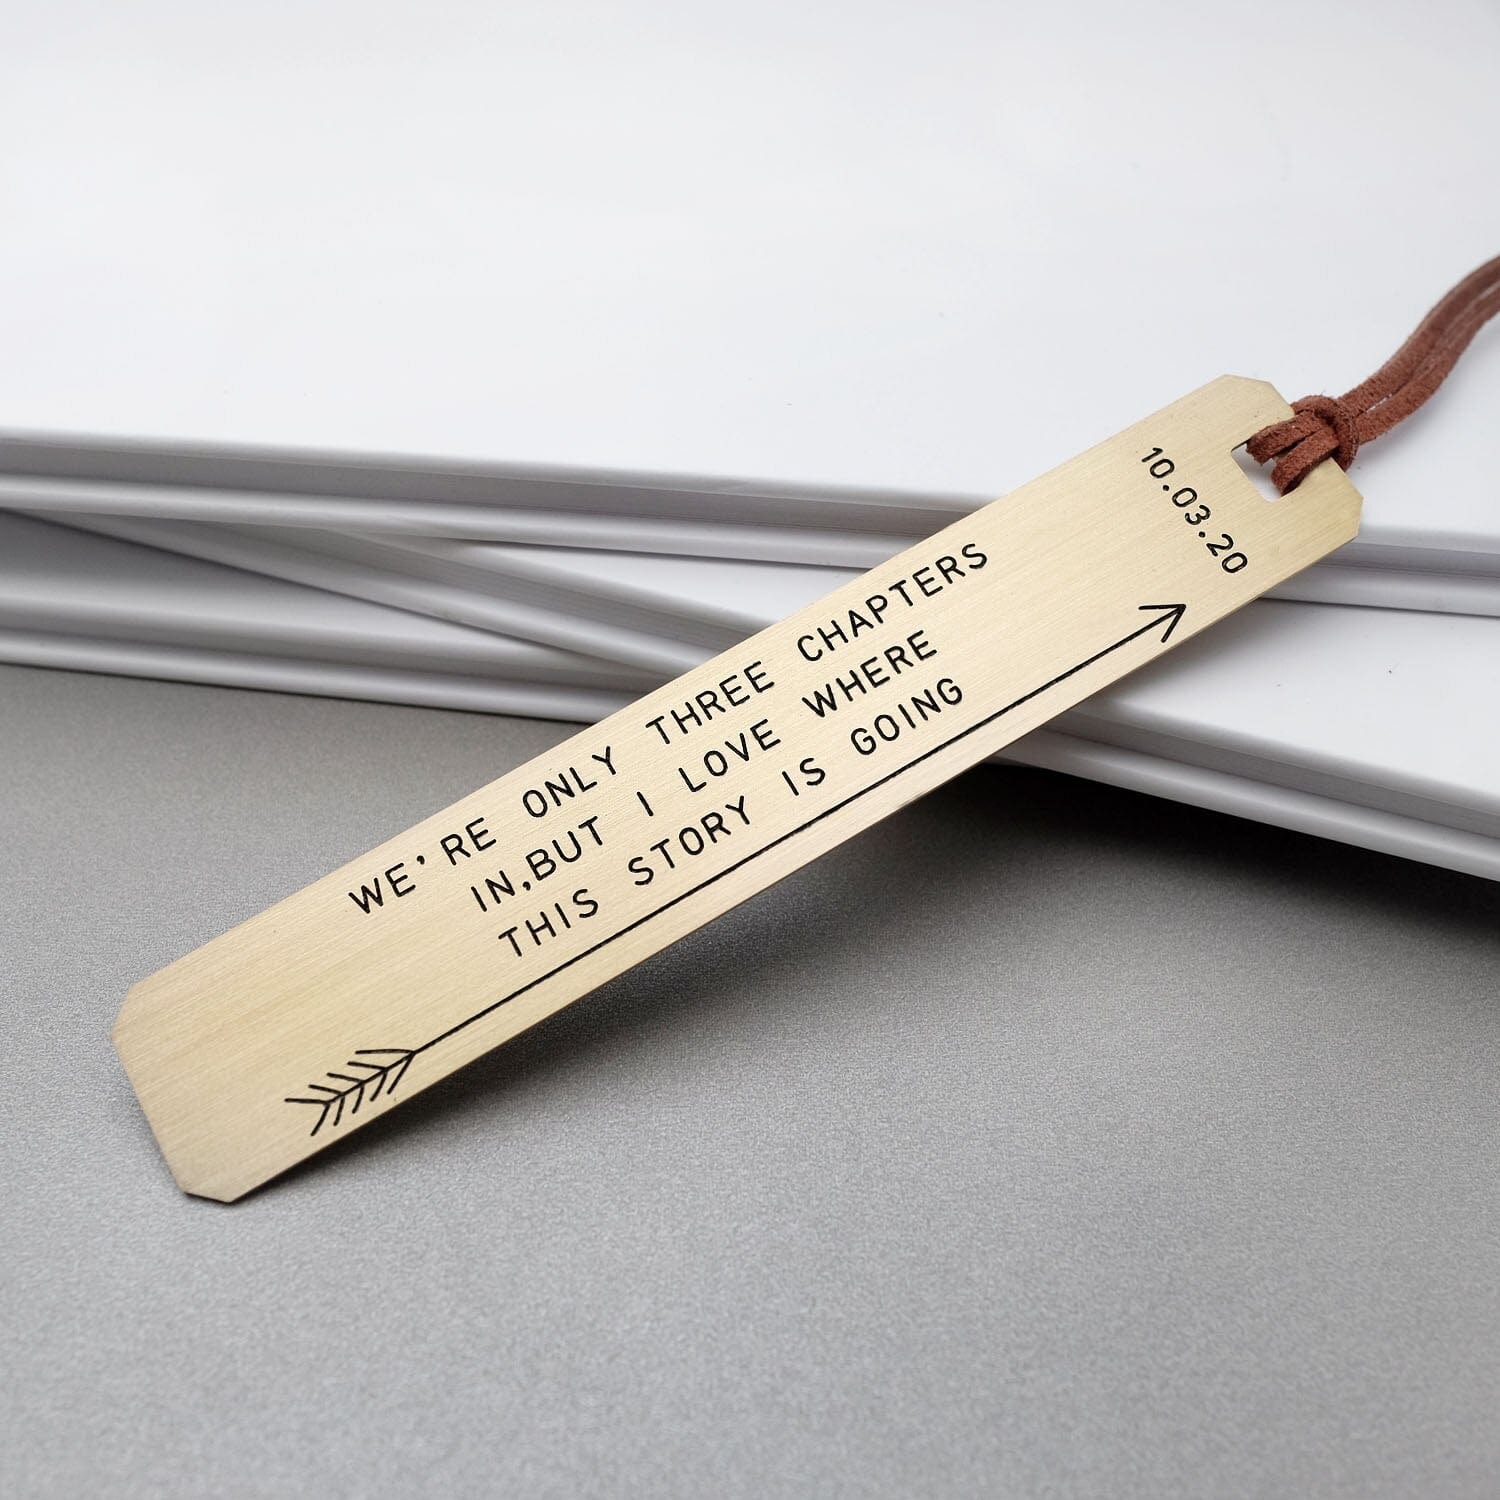 WE'RE ONLY THREE CHAPTERS
IN,BUT I LOVE WHERE
THIS STORY IS GOING
10.03.20